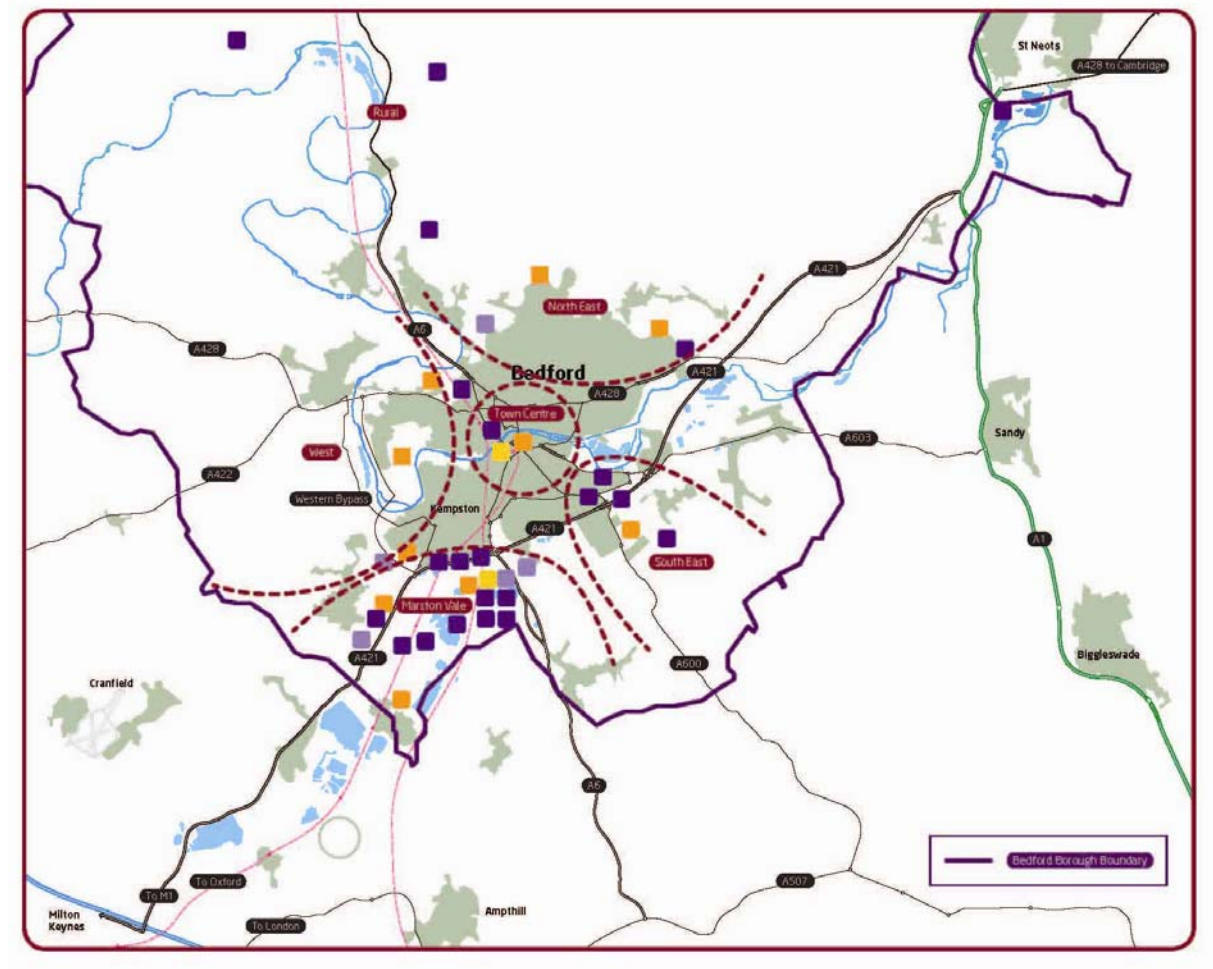 St Neots
A428 to Cambridge
Rural
A421
North East
A6
A428
Bedford
A421
A428
Town Centre
Sandy
A603
West
A422
Western Bypass
Kempston
A421
A1
South East
Marston Vale
A421
A600
Biggleswade
Cranfield
A6
Bedford Borough Boundary
To Oxford
A507
To M1
Milton
Keynes
Ampthill
To London